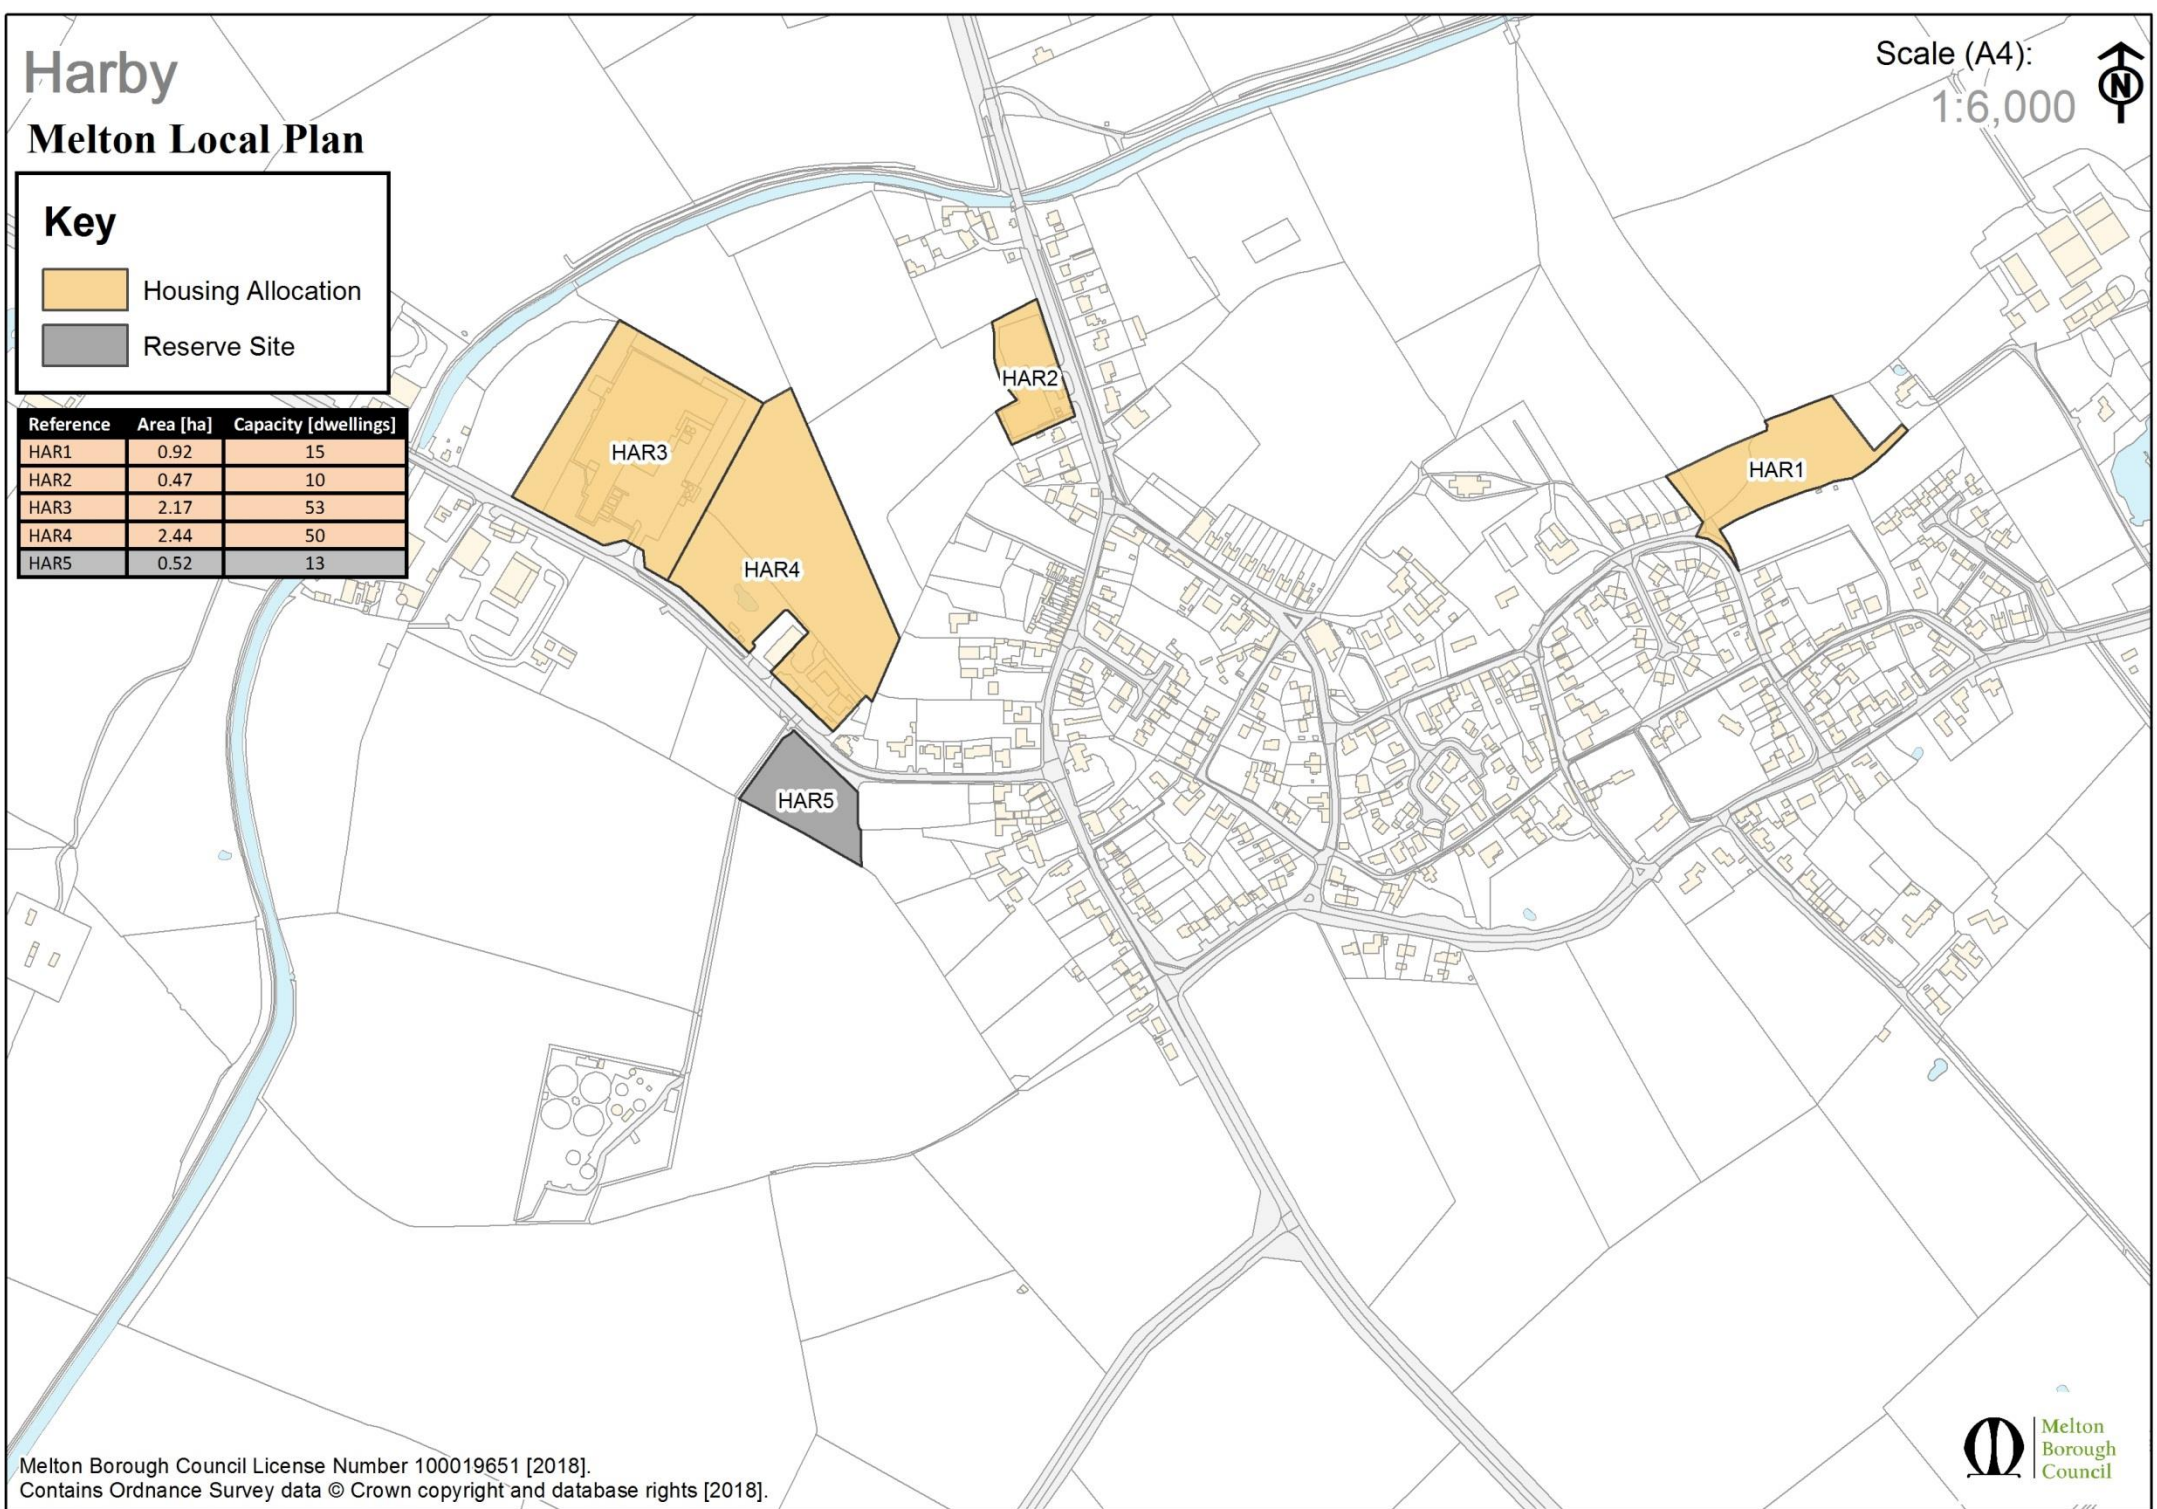 Harby
Melton Local Plan
Scale (A4):
1:6,000
N
Key
Housing Allocation
Reserve Site
Reference Area [ha] Capacity [dwellings]
HAR1 0.92 15
HAR2 0.47 10
HAR3 2.17 53
HAR4 2.44 50
HAR5 0.52 13
HAR2
HAR3
HAR1
HAR4
HAR5
Melton
Borough
Council
Melton Borough Council License Number 100019651 [2018].
Contains Ordnance Survey data © Crown copyright and database rights [2018].